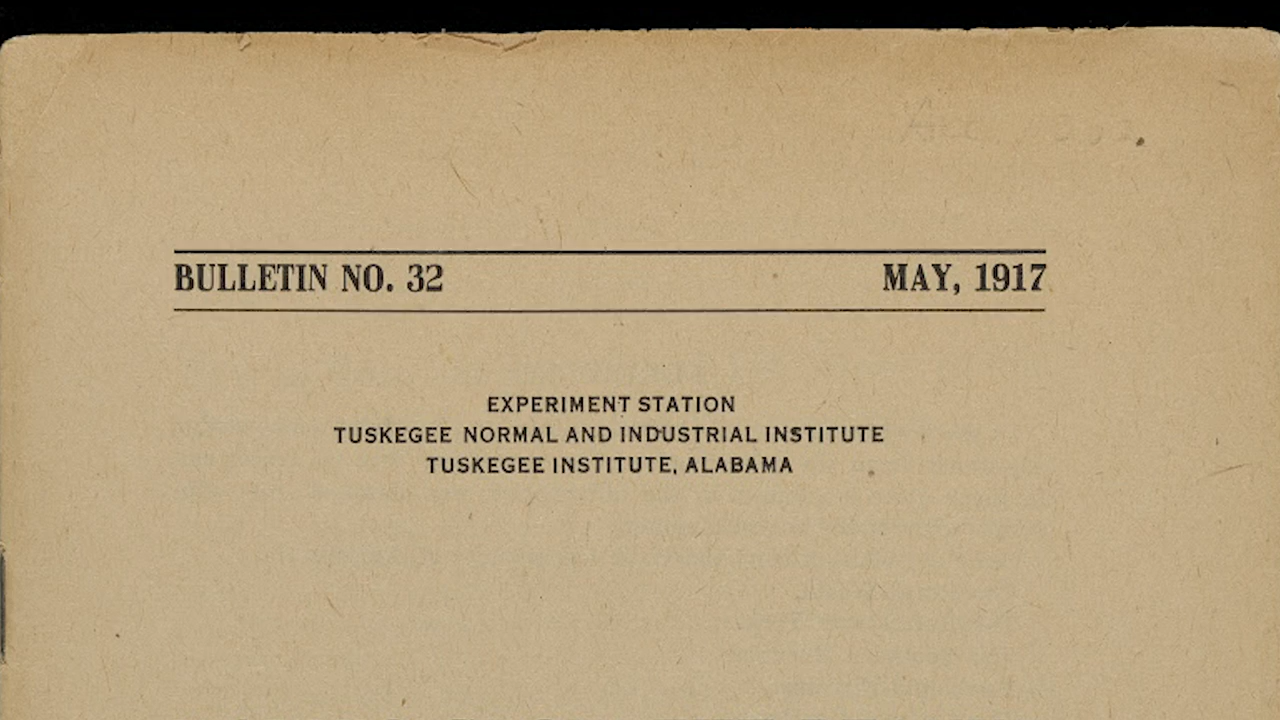 BULLETIN NO. 32 MAY, 1917
EXPERIMENT STATION
TUSKEGEE NORMAL AND INDUSTRIAL INSTITUTE
TUSKEGEE INSTITUTE, ALABAMA